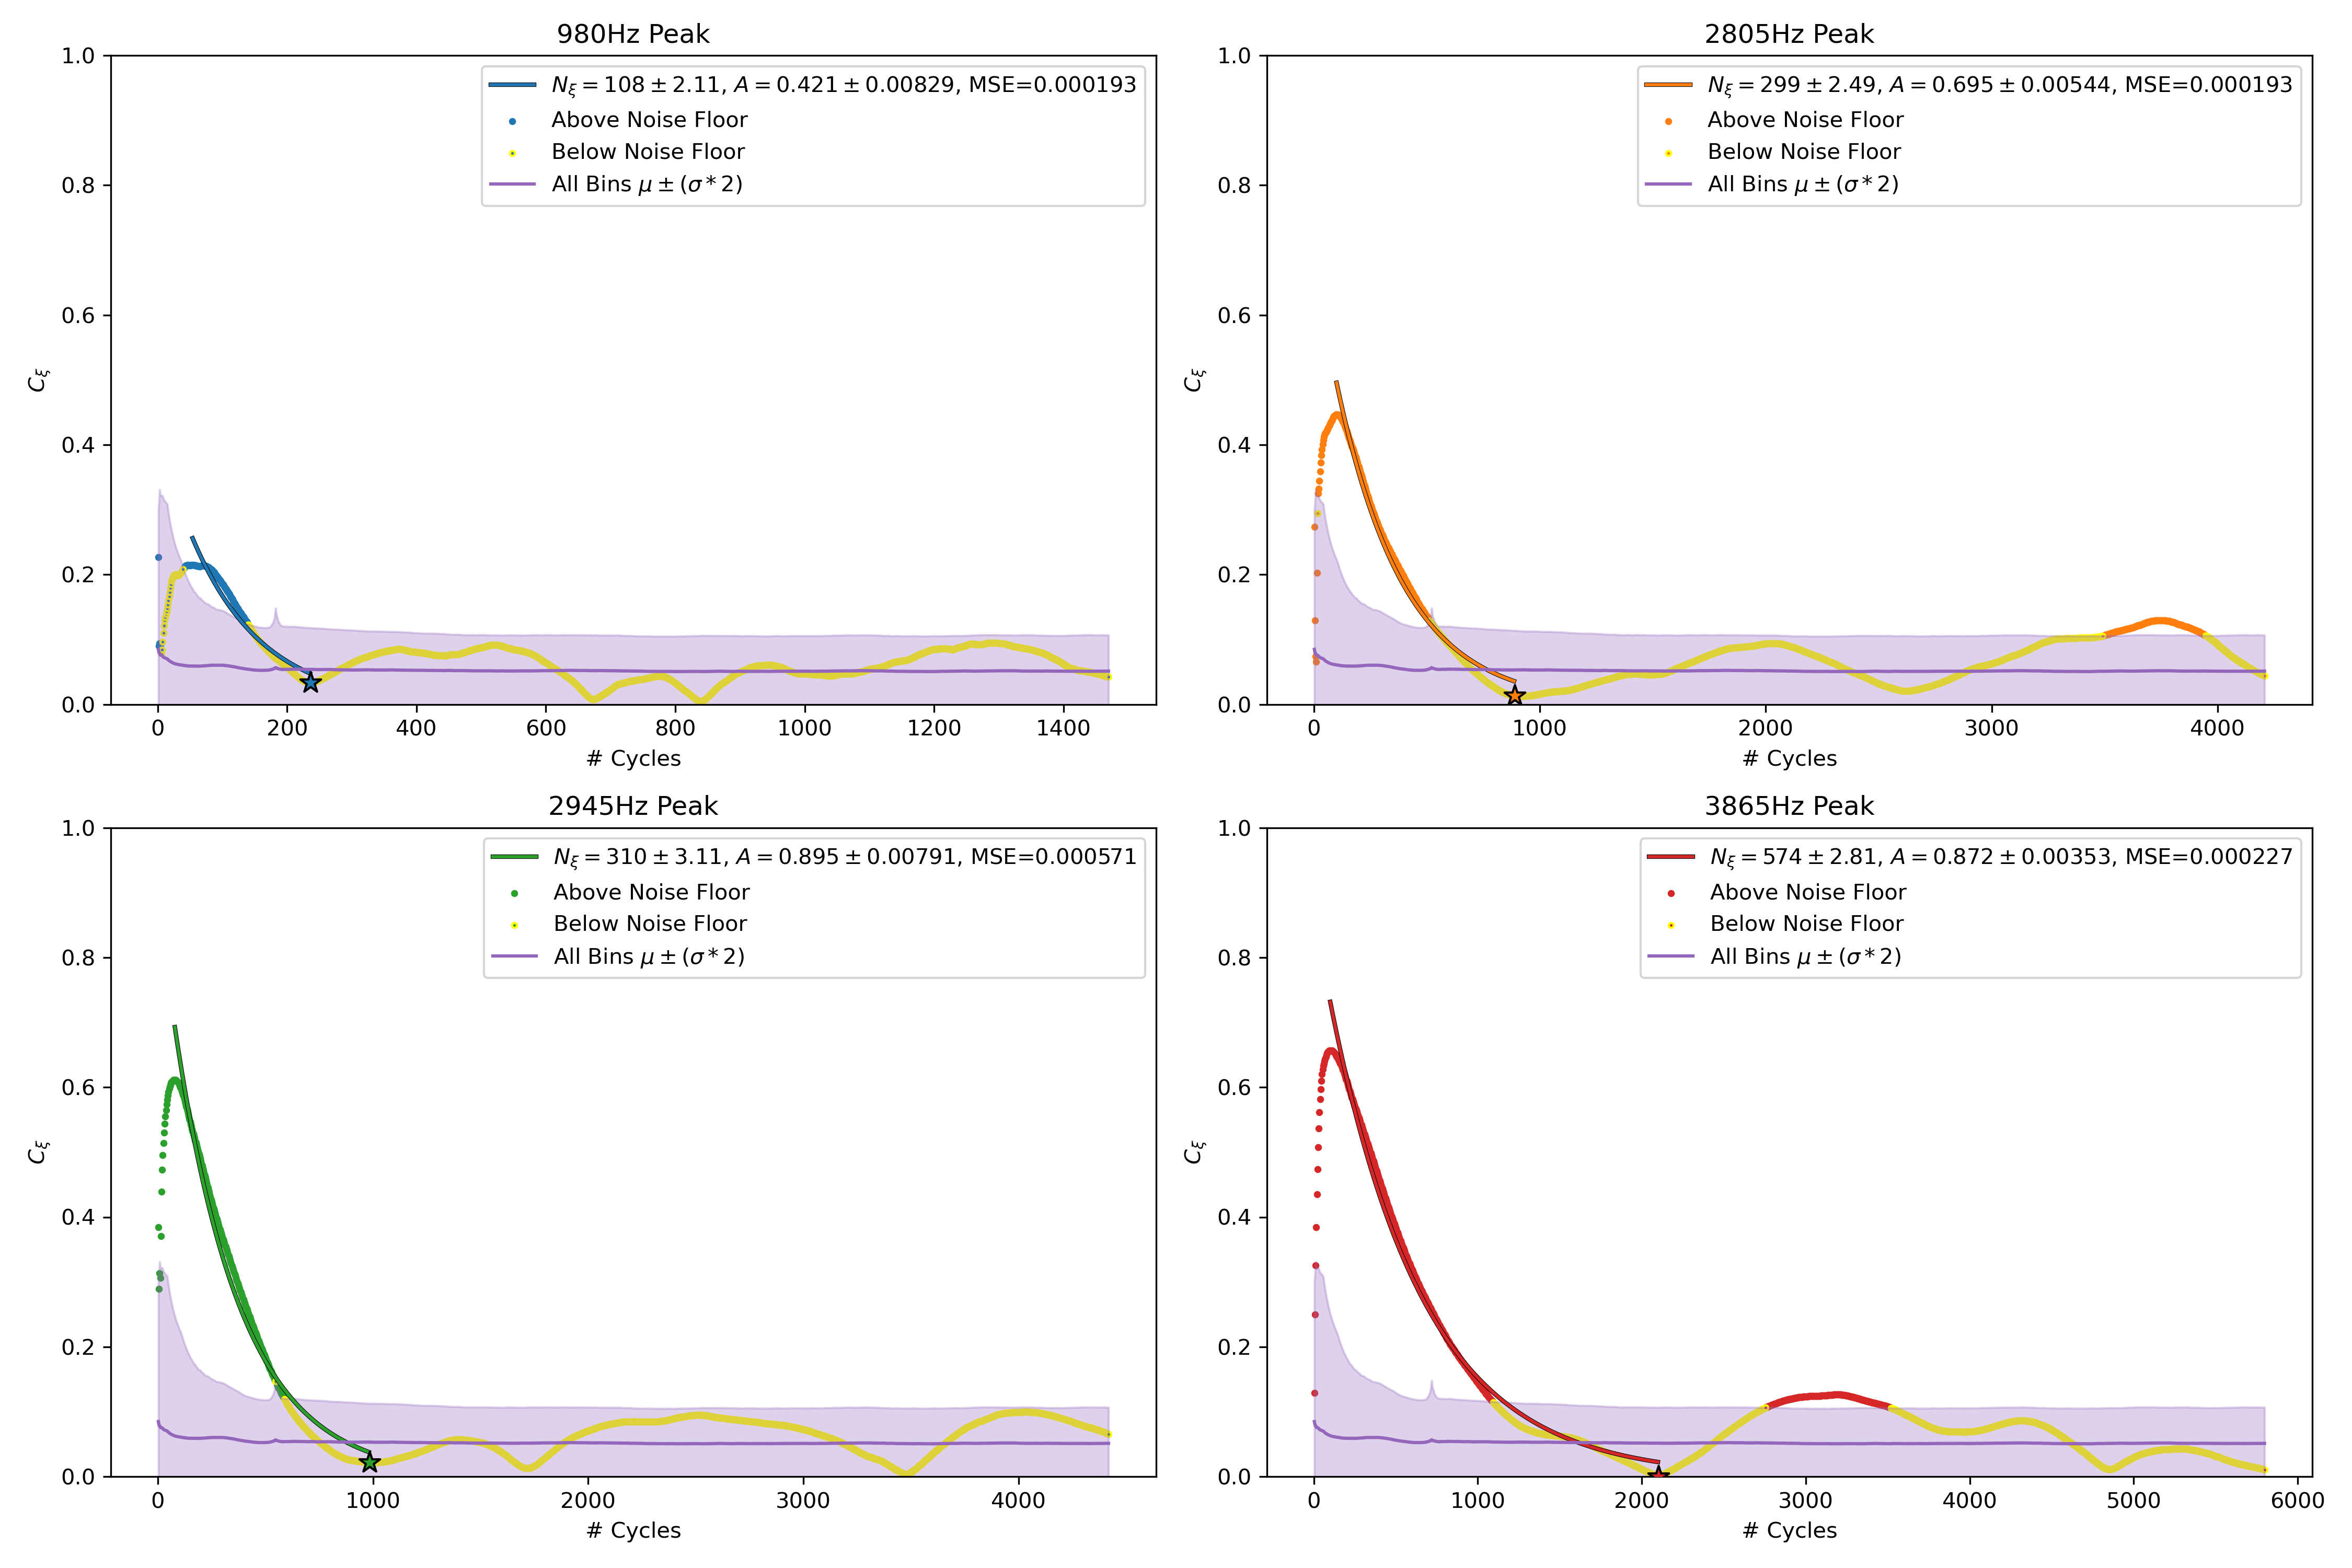 980Hz Peak
1.0
0.8
0.6
0.4
0.2
0.0
C_ξ
N_ξ = 108 ± 2.11, A = 0.421 ± 0.00829, MSE=0.000193
Above Noise Floor
Below Noise Floor
All Bins μ ± (σ * 2)
0 200 400 600 800 1000 1200 1400
# Cycles
2805Hz Peak
1.0
0.8
0.6
0.4
0.2
0.0
C_ξ
N_ξ = 299 ± 2.49, A = 0.695 ± 0.00544, MSE=0.000193
Above Noise Floor
Below Noise Floor
All Bins μ ± (σ * 2)
0 1000 2000 3000 4000
# Cycles
2945Hz Peak
1.0
0.8
0.6
0.4
0.2
0.0
C_ξ
N_ξ = 310 ± 3.11, A = 0.895 ± 0.00791, MSE=0.000571
Above Noise Floor
Below Noise Floor
All Bins μ ± (σ * 2)
0 1000 2000 3000 4000
# Cycles
3865Hz Peak
1.0
0.8
0.6
0.4
0.2
0.0
C_ξ
N_ξ = 574 ± 2.81, A = 0.872 ± 0.00353, MSE=0.000227
Above Noise Floor
Below Noise Floor
All Bins μ ± (σ * 2)
0 1000 2000 3000 4000 5000 6000
# Cycles